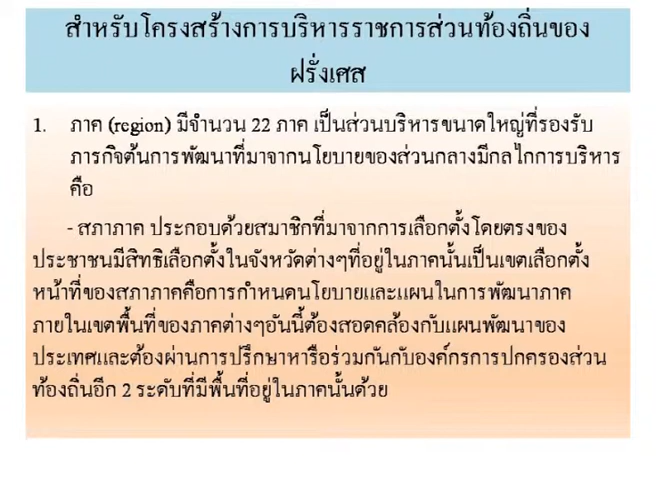 สำหรับโครงสร้างการบริหารราชการส่วนท้องถิ่นของ
ฝรั่งเศส
1. ภาค (region) มีจำนวน 22 ภาค เป็นส่วนบริหารขนาดใหญ่ที่รองรับ
ภารกิจด้นการพัฒนาที่มาจากนโยบายของส่วนกลางมีกลไกการบริหาร
คือ
- สภาภาค ประกอบด้วยสมาชิกที่มาจากการเลือกตั้งโดยตรงของ
ประชาชนมีสิทธิเลือกตั้งในจังหวัดต่างๆที่อยู่ในภาคนั้นเป็นเขตเลือกตั้ง
หน้าที่ของสภาภาคคือการกำหนดนโยบายและแผนในการพัฒนาภาค
ภายในเขตพื้นที่ของภาคต่างๆอันนี้ต้องสอดคล้องกับแผนพัฒนาของ
ประเทศและต้องผ่านการปรึกษาหารือร่วมกันกับองค์กรการปกครองส่วน
ท้องถิ่นอีก 2 ระดับที่มีพื้นที่อยู่ในภาคนั้นด้วย